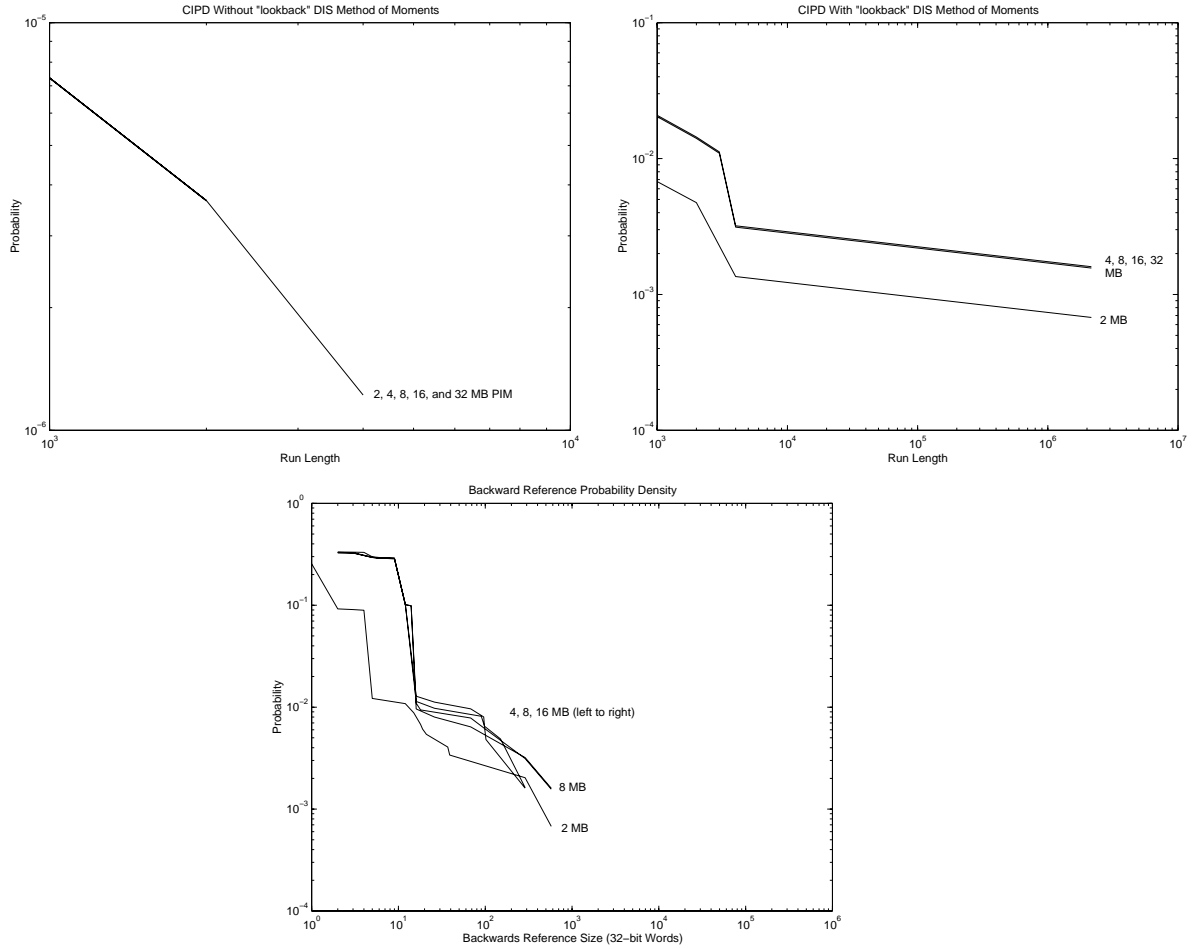 CIPD Without "lookback" DIS Method of Moments
10^−5
Probability
2, 4, 8, 16, and 32 MB PIM
10^−6
10^3
10^4
Run Length
CIPD With "lookback" DIS Method of Moments
10^−1
10^−2
Probability
4, 8, 16, 32
MB
10^−3
2 MB
10^−4
10^3
10^4
10^5
10^6
10^7
Run Length
Backward Reference Probability Density
10^0
10^−1
10^−2
Probability
4, 8, 16 MB (left to right)
8 MB
10^−3
2 MB
10^−4
10^0
10^1
10^2
10^3
10^4
10^5
10^6
Backwards Reference Size (32−bit Words)